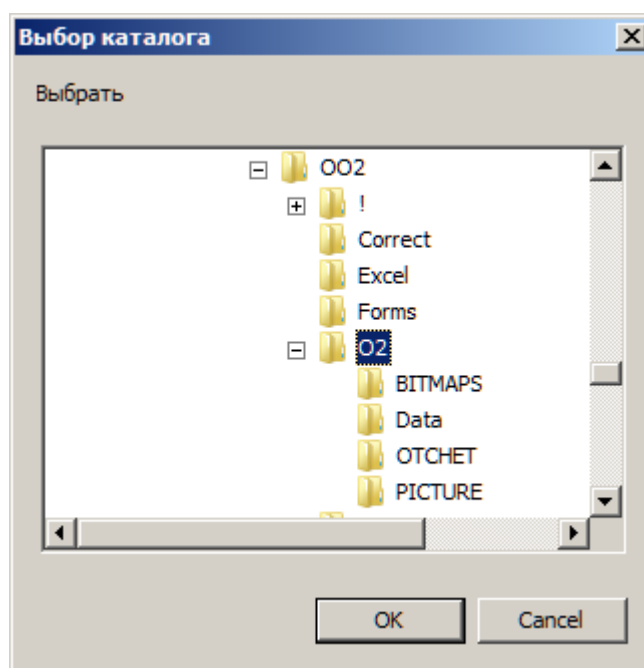 Выбор каталога
Выбрать
OO2
!
Correct
Excel
Forms
O2
BITMAPS
Data
OTCHET
PICTURE
OK
Cancel